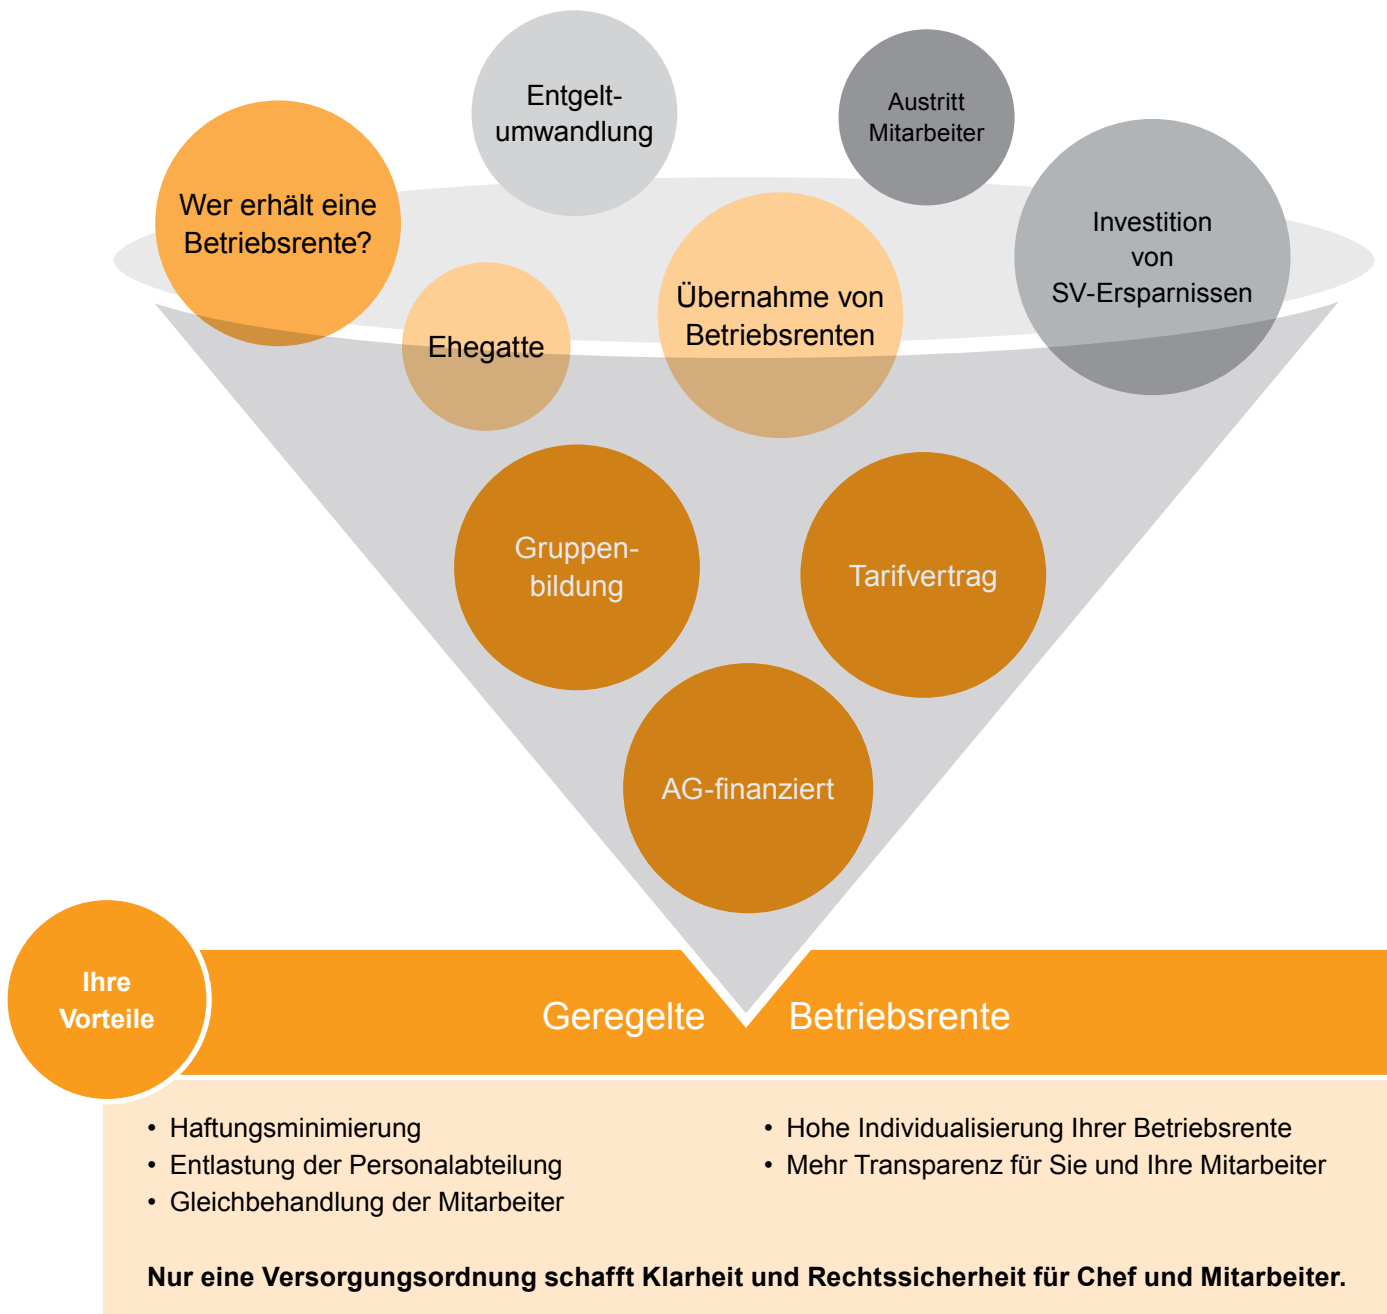 Entgelt-
umwandlung
Austritt
Mitarbeiter
Wer erhält eine
Betriebsrente?
Investition
von
SV-Ersparnissen
Übernahme von
Betriebsrenten
Ehegatte
Gruppen-
bildung
Tarifvertrag
AG-finanziert
Ihre
Vorteile
Geregelte Betriebsrente
• Haftungsminimierung
• Entlastung der Personalabteilung
• Gleichbehandlung der Mitarbeiter
• Hohe Individualisierung Ihrer Betriebsrente
• Mehr Transparenz für Sie und Ihre Mitarbeiter
Nur eine Versorgungsordnung schafft Klarheit und Rechtssicherheit für Chef und Mitarbeiter.